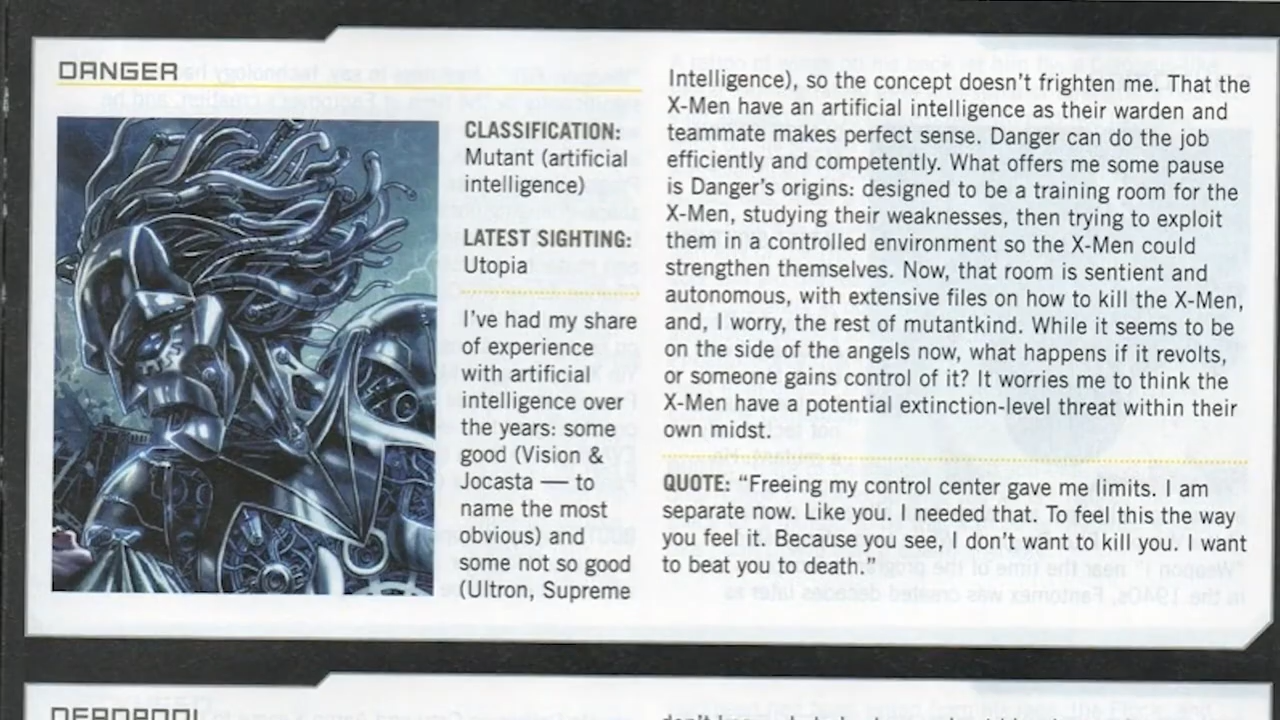 DANGER
CLASSIFICATION:
Mutant (artificial
intelligence)
LATEST SIGHTING:
Utopia
I've had my share
of experience
with artificial
intelligence over
the years: some
good (Vision &
Jocasta — to
name the most
obvious) and
some not so good
(Ultron, Supreme
Intelligence), so the concept doesn't frighten me. That the
X-Men have an artificial intelligence as their warden and
teammate makes perfect sense. Danger can do the job
efficiently and competently. What offers me some pause
is Danger's origins: designed to be a training room for the
X-Men, studying their weaknesses, then trying to exploit
them in a controlled environment so the X-Men could
strengthen themselves. Now, that room is sentient and
autonomous, with extensive files on how to kill the X-Men,
and, I worry, the rest of mutantkind. While it seems to be
on the side of the angels now, what happens if it revolts,
or someone gains control of it? It worries me to think the
X-Men have a potential extinction-level threat within their
own midst.
QUOTE: “Freeing my control center gave me limits. I am
separate now. Like you. I needed that. To feel this the way
you feel it. Because you see, I don't want to kill you. I want
to beat you to death.”
DEADPOOL